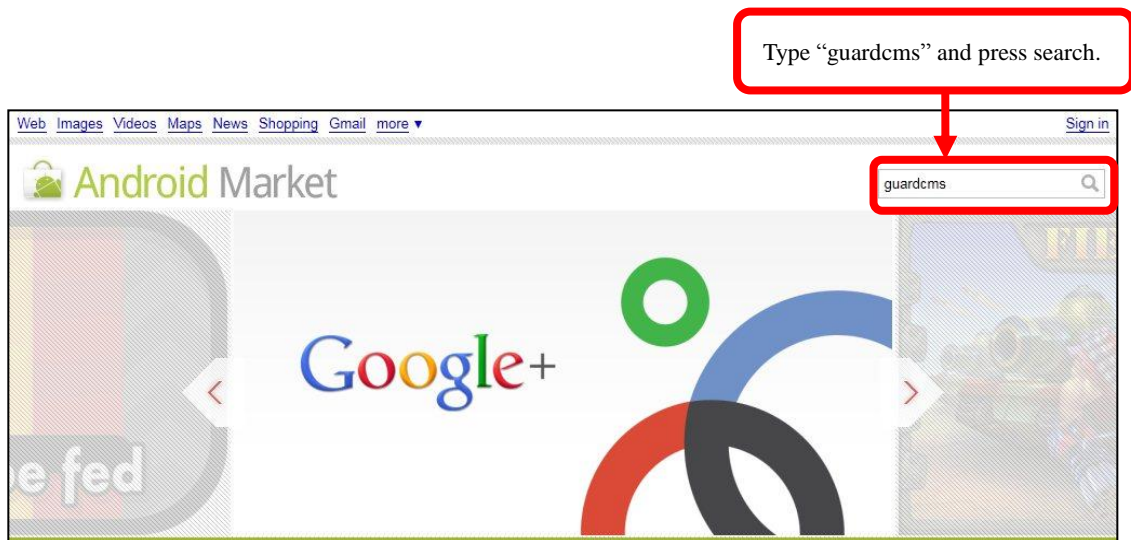 Type “guardcms” and press search.
Web Images Videos Maps News Shopping Gmail more ▼ Sign in
Android Market
guardcms
FIE
Google+
e fed